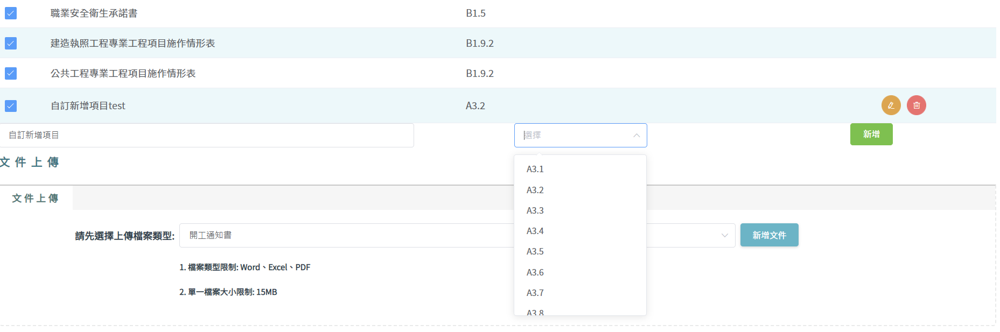 職業安全衛生承諾書 B1.5
建造執照工程專業工程項目施作情形表 B1.9.2
公共工程專業工程項目施作情形表 B1.9.2
自訂新增項目test A3.2
自訂新增項目 選擇 新增
文件上傳
A3.1
A3.2
A3.3
A3.4
A3.5
A3.6
A3.7
A3.8
文件上傳
請先選擇上傳檔案類型: 開工通知書 新增文件
1. 檔案類型限制: Word、Excel、PDF
2. 單一檔案大小限制: 15MB